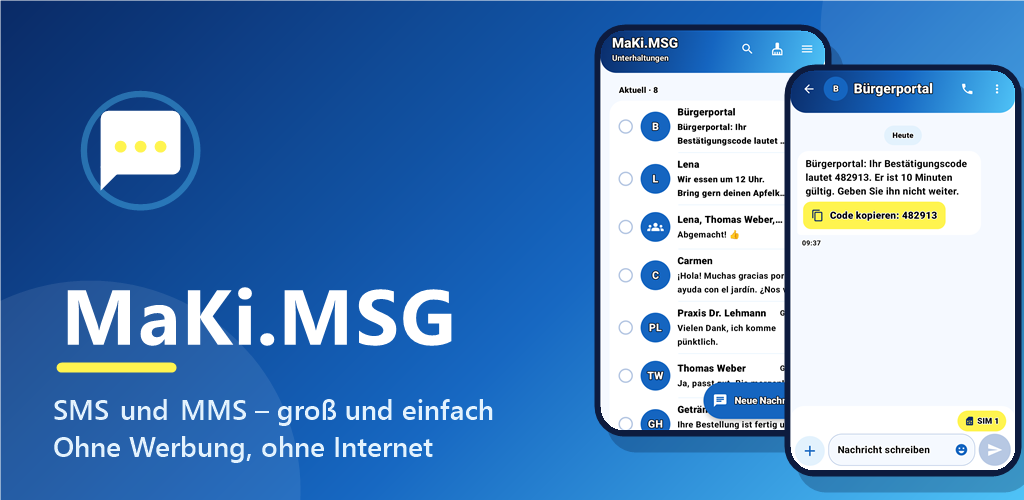 MaKi.MSG
SMS und MMS – groß und einfach
Ohne Werbung, ohne Internet
MaKi.MSG
Unterhaltungen
Aktuell · 8
B
Bürgerportal
Bürgerportal: Ihr
Bestätigungscode lautet ..
L
Lena
Wir essen um 12 Uhr.
Bring gern deinen Apfelk...
Lena, Thomas Weber,...
Abgemacht! 👍
C
Carmen
¡Hola! Muchas gracias por
ayuda con el jardín. ¿Nos
PL
Praxis Dr. Lehmann
Vielen Dank, ich komme
pünktlich.
TW
Thomas Weber
Ja, passt
Neue Nachr
GH
Geträn
Ihre Bestellung ist fertig
B
Bürgerportal
Heute
Bürgerportal: Ihr Bestätigungscode
lautet 482913. Er ist 10 Minuten
gültig. Geben Sie ihn nicht weiter.
Code kopieren: 482913
09:37
SIM 1
Nachricht schreiben